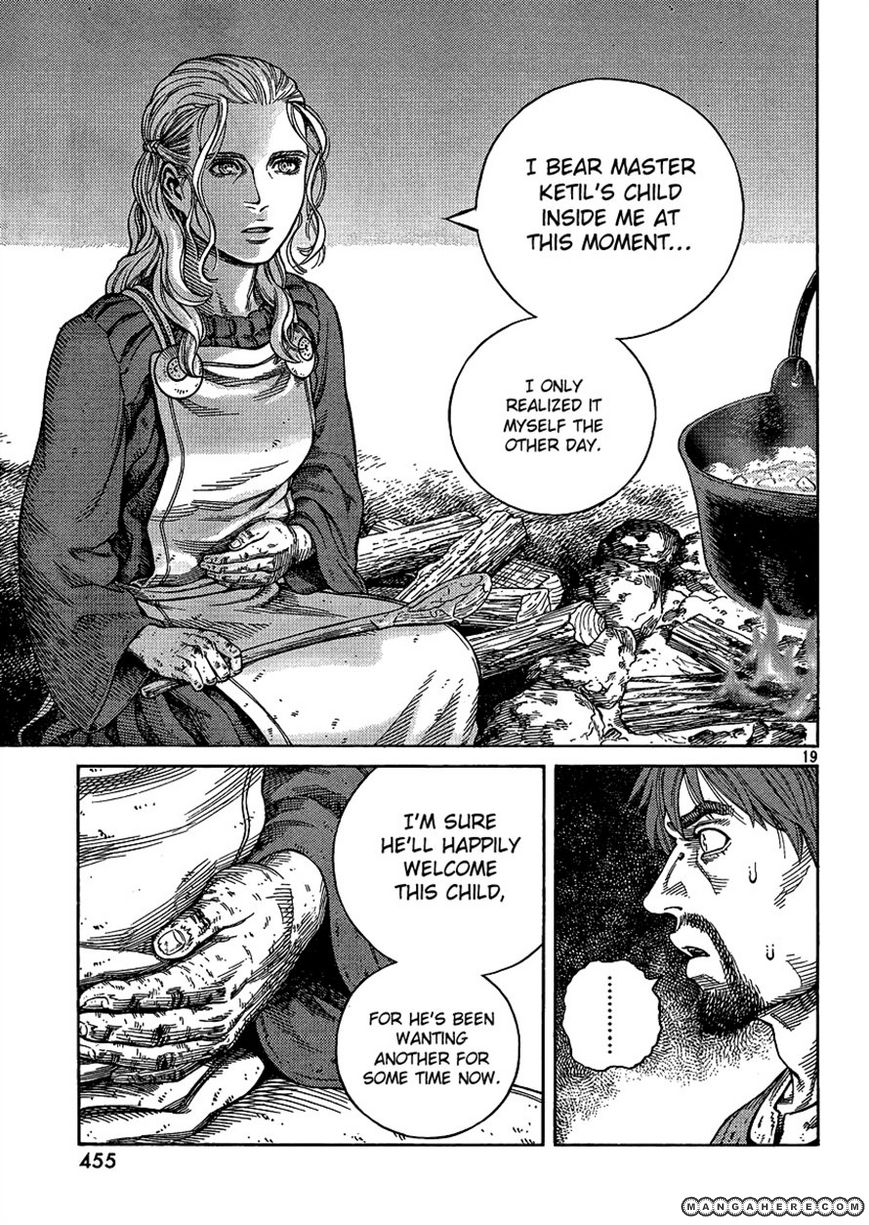 I BEAR MASTER
KETIL'S CHILD
INSIDE ME AT
THIS MOMENT...
I ONLY
REALIZED IT
MYSELF THE
OTHER DAY.
19
I'M SURE
HE'LL HAPPILY
WELCOME
THIS CHILD,
FOR HE'S BEEN
WANTING
ANOTHER FOR
SOME TIME NOW.
.........
455
MANGAHERE.COM